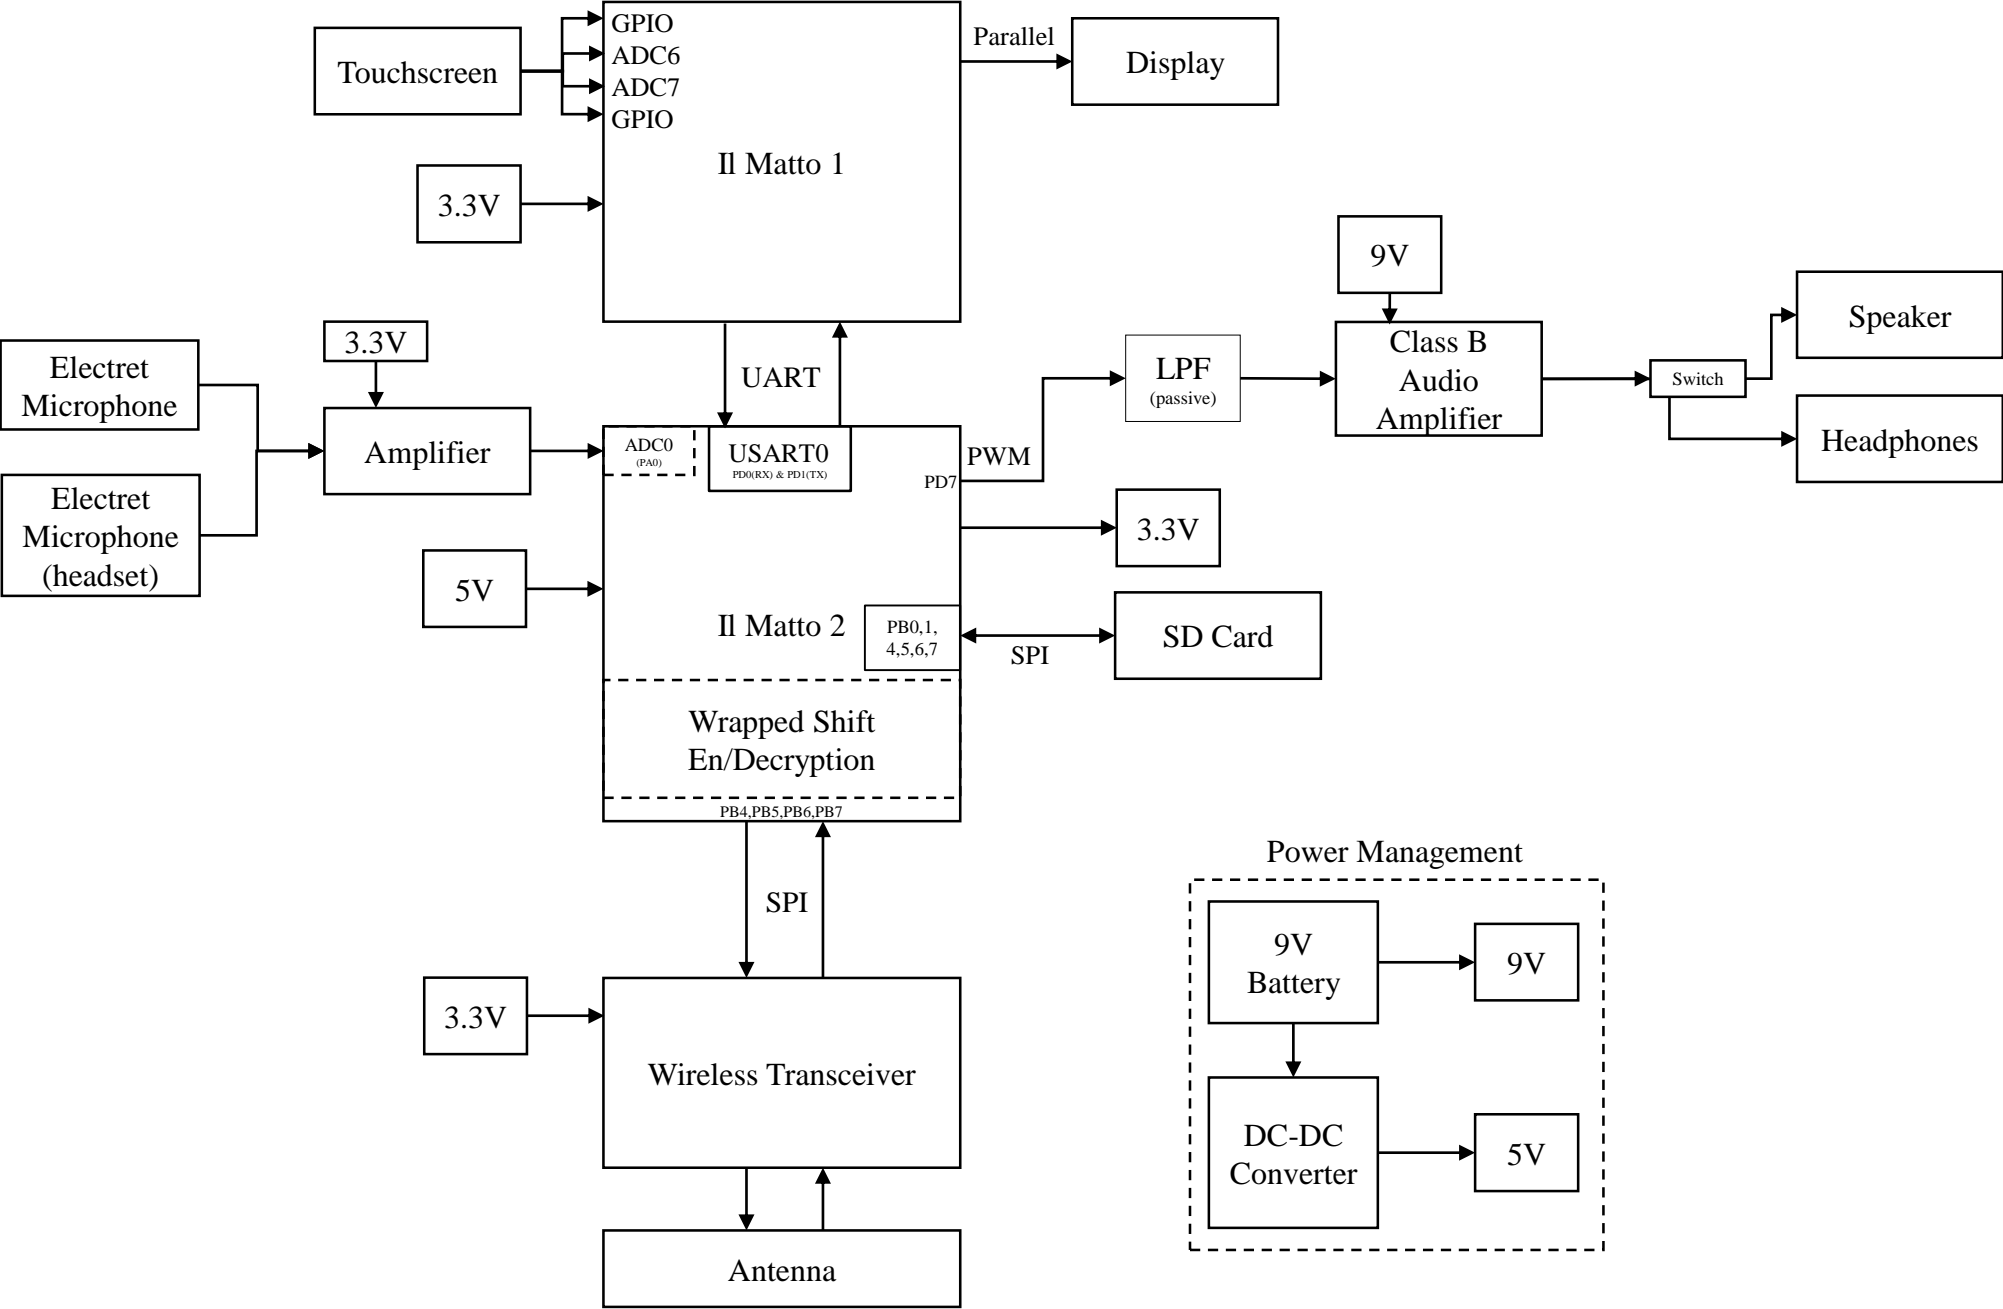 GPIO
ADC6
ADC7
GPIO
Touchscreen
Parallel
Display
Il Matto 1
3.3V
9V
Speaker
3.3V
Electret
Microphone
UART
LPF
(passive)
Class B
Audio
Amplifier
Switch
Amplifier
ADC0
(PA0)
USART0
PD0(RX) & PD1(TX)
PWM
PD7
Headphones
Electret
Microphone
(headset)
3.3V
5V
Il Matto 2
PB0,1,
4,5,6,7
SPI
SD Card
Wrapped Shift
En/Decryption
PB4,PB5,PB6,PB7
SPI
Power Management
9V
Battery
9V
3.3V
Wireless Transceiver
DC-DC
Converter
5V
Antenna